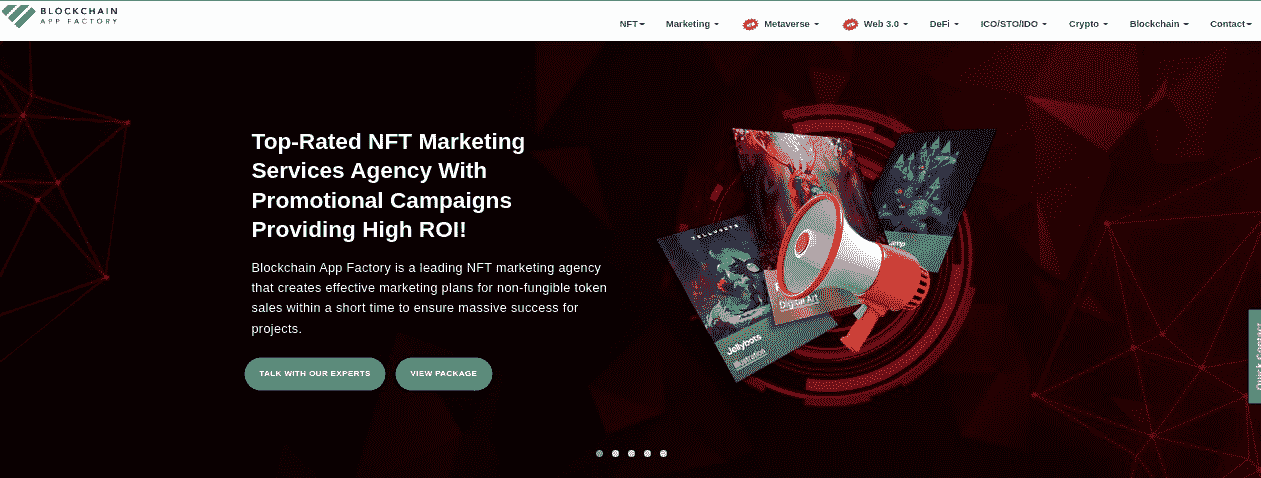 BLOCKCHAIN
APP FACTORY
NFT
Marketing
Metaverse
Web 3.0
DeFi
ICO/STO/IDO
Crypto
Blockchain
Contact
Top-Rated NFT Marketing
Services Agency With
Promotional Campaigns
Providing High ROI!
Blockchain App Factory is a leading NFT marketing agency
that creates effective marketing plans for non-fungible token
sales within a short time to ensure massive success for
projects.
TALK WITH OUR EXPERTS
VIEW PACKAGE
Digital Art
Jellybots
Illustration
Quick Contact